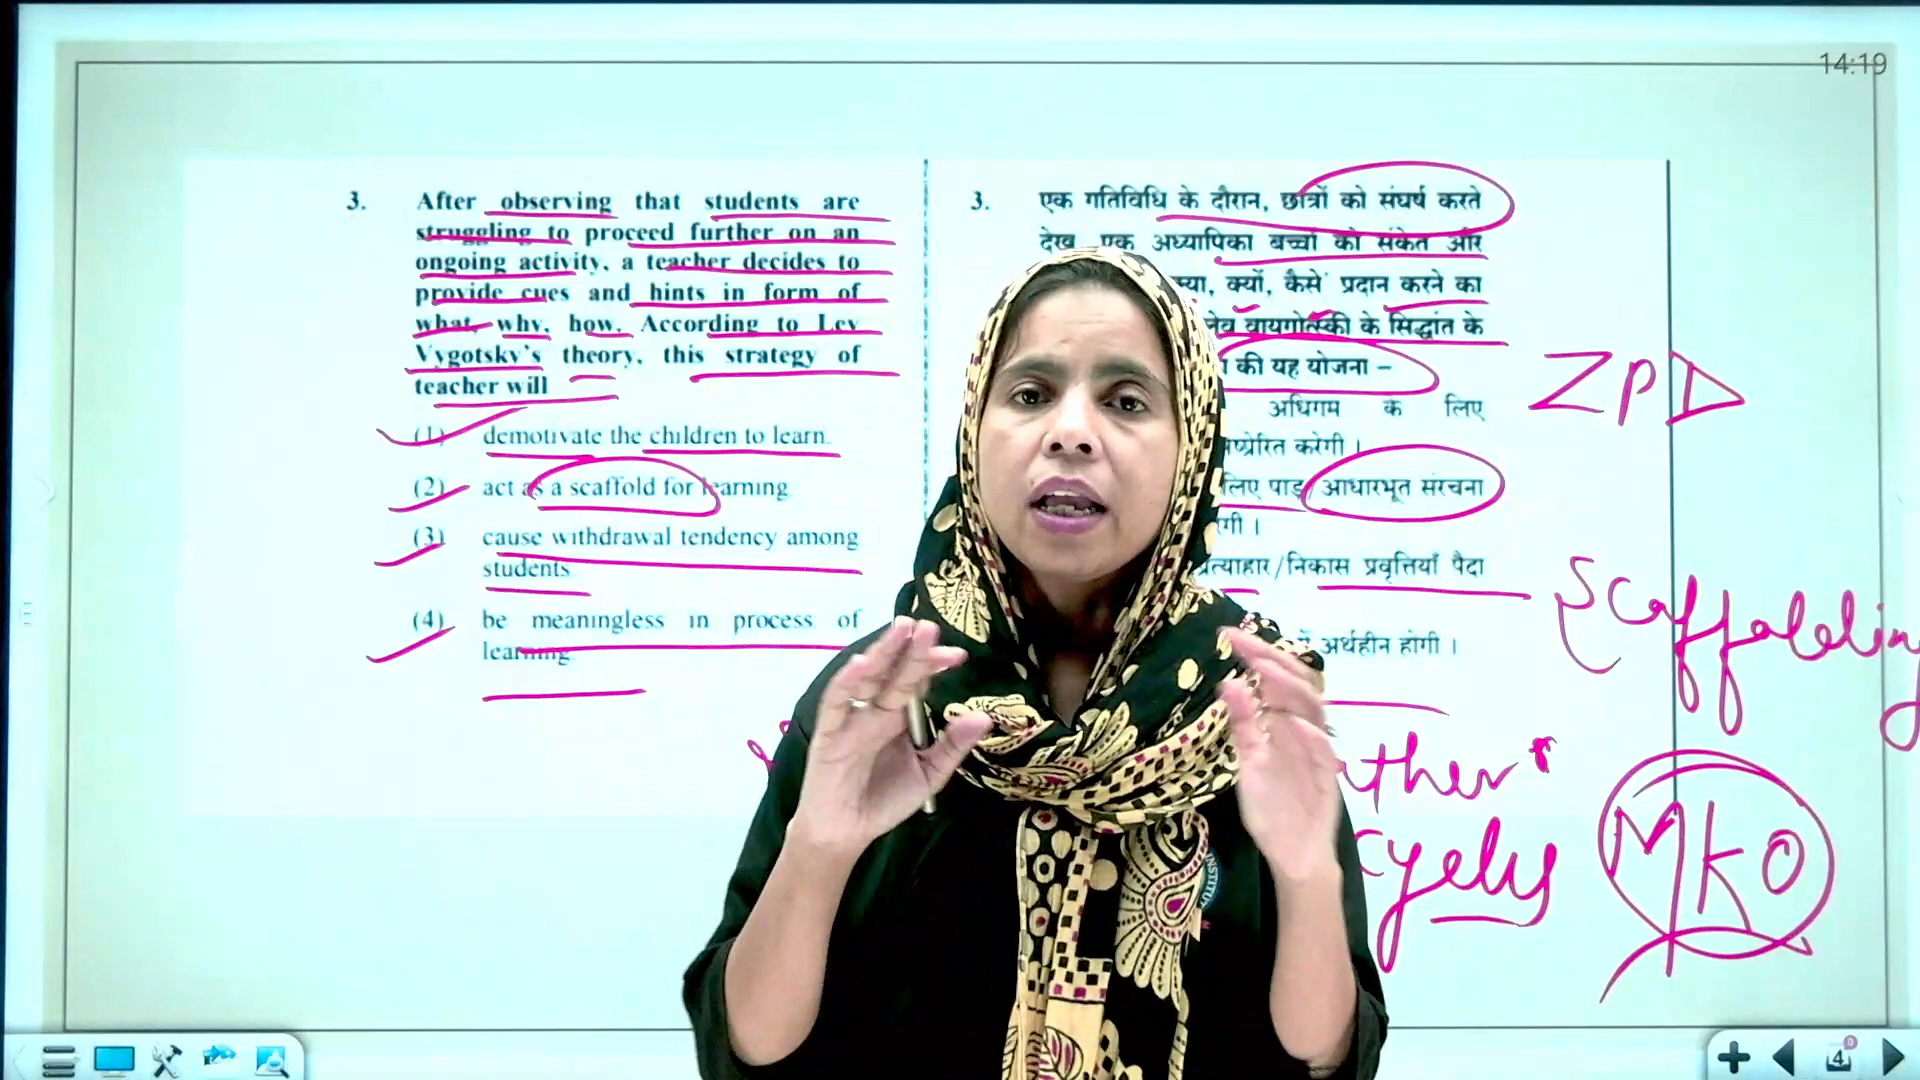 14:19
3. After observing that students are
struggling to proceed further on an
ongoing activity, a teacher decides to
provide cues and hints in form of
what, why, how. According to Lev
Vygotsky's theory, this strategy of
teacher will
(1) demotivate the children to learn.
(2) act as a scaffold for learning.
(3) cause withdrawal tendency among
students.
(4) be meaningless in process of
learning.
3. एक गतिविधि के दौरान, छात्रों को संघर्ष करते
देख, एक अध्यापिका बच्चों को संकेत और
क्यों, कैसे' प्रदान करने का
वायगोत्स्की के सिद्धांत के
की यह योजना –
अधिगम के लिए
करेगी ।
लिए पाड़/आधारभूत संरचना
/निकास प्रवृत्तियाँ पैदा
अर्थहीन होगी ।
ZPD
Scaffolding
MKO
INSTITUT
4